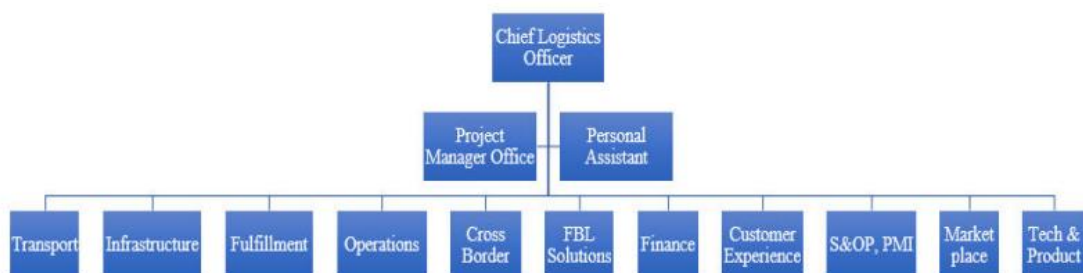 Chief Logistics
Officer
Project
Manager Office
Personal
Assistant
Transport
Infrastructure
Fulfillment
Operations
Cross
Border
FBL
Solutions
Finance
Customer
Experience
S&OP, PMI
Market
place
Tech &
Product